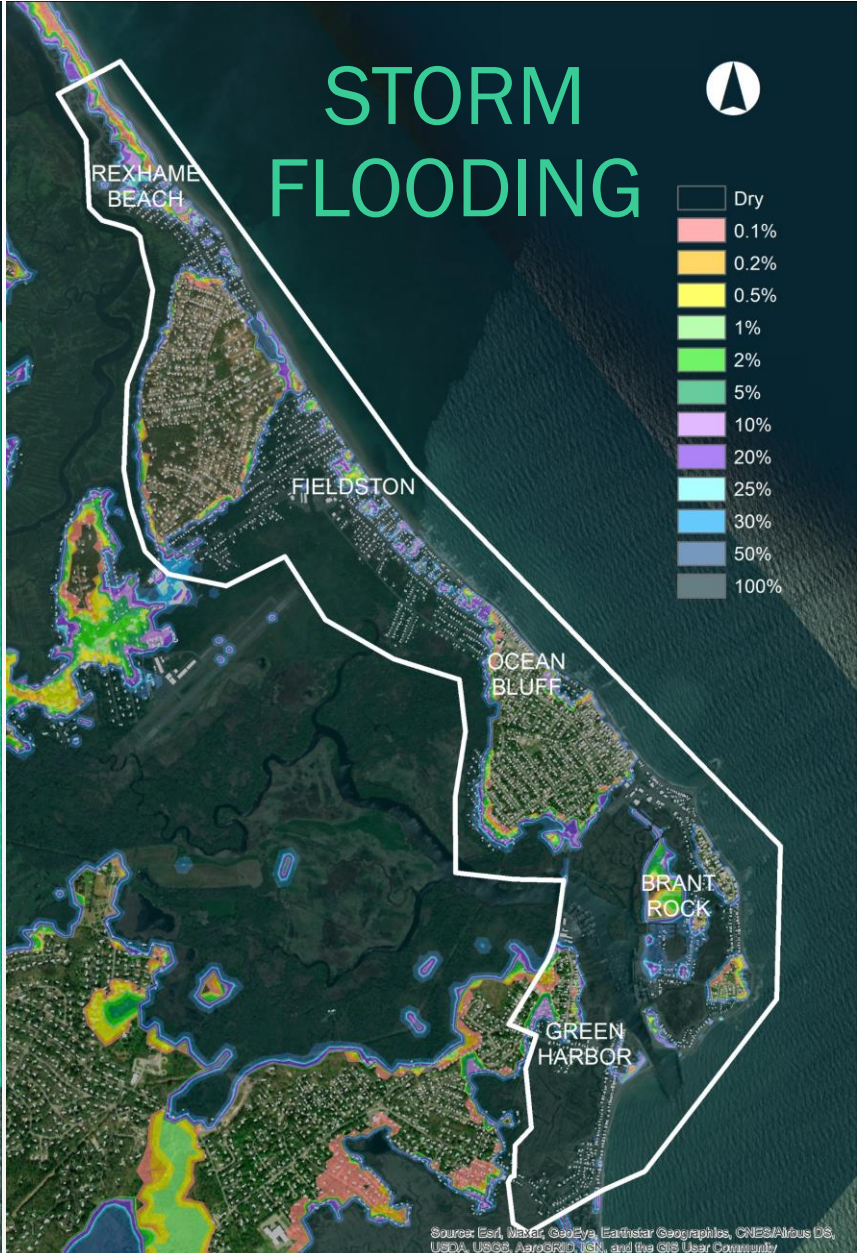 STORM
FLOODING
Dry
0.1%
0.2%
0.5%
1%
2%
5%
10%
20%
25%
30%
50%
100%
REXHAME
BEACH
FIELDSTON
OCEAN
BLUFF
BRANT
ROCK
GREEN
HARBOR
Source: Esri, Maxar, GeoEye, Earthstar Geographics, CNES/Airbus DS,
USDA, USGS, AeroGRID, IGN, and the GIS User Community